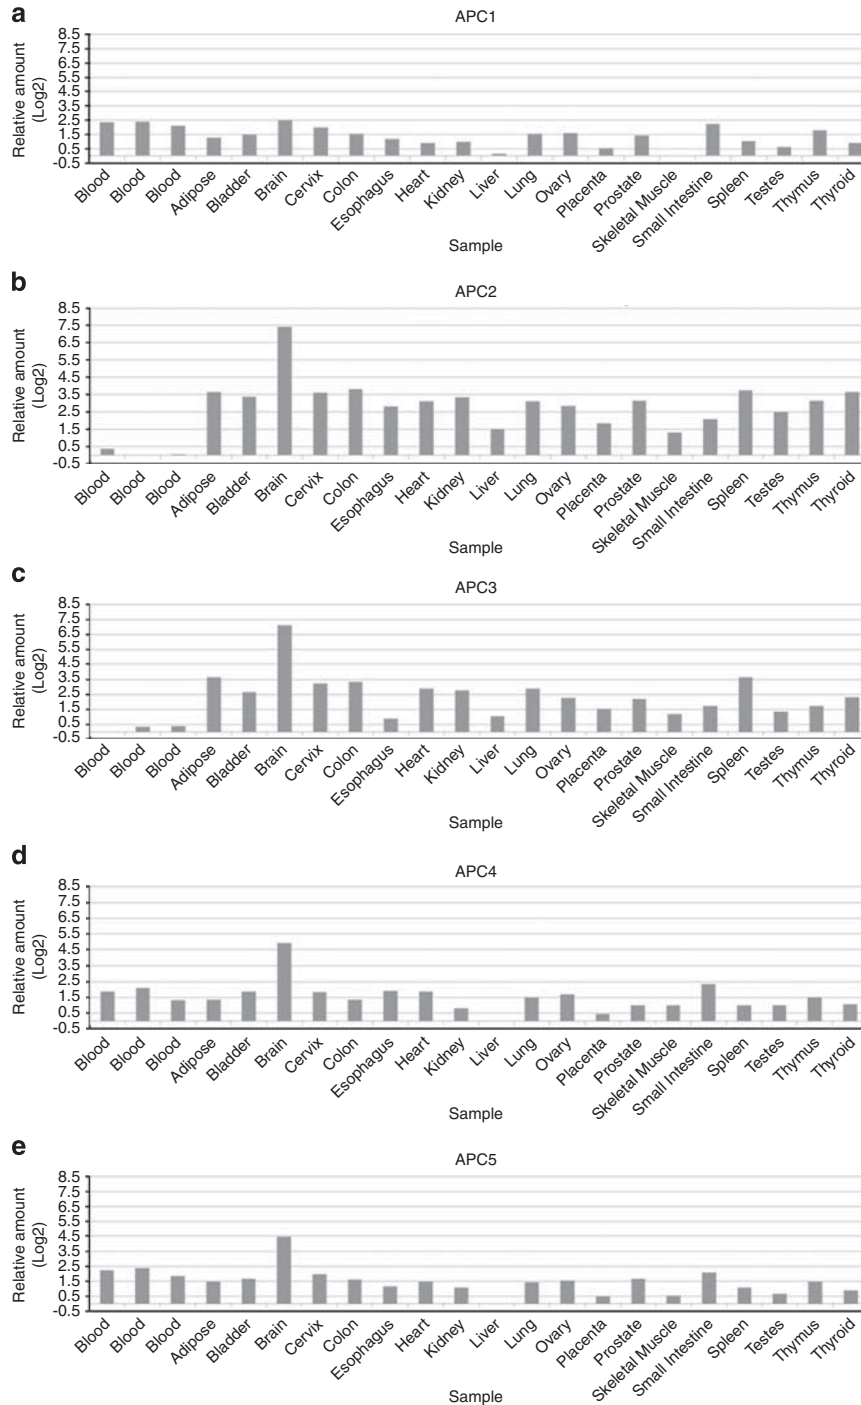 a
APC1
Relative amount
(Log2)
8.5
7.5
6.5
5.5
4.5
3.5
2.5
1.5
0.5
-0.5
Blood Blood Blood Adipose Bladder Brain Cervix Colon Esophagus Heart Kidney Liver Lung Ovary Placenta Prostate Skeletal Muscle Small Intestine Spleen Testes Thymus Thyroid
Sample
b
APC2
Relative amount
(Log2)
8.5
7.5
6.5
5.5
4.5
3.5
2.5
1.5
0.5
-0.5
Blood Blood Blood Adipose Bladder Brain Cervix Colon Esophagus Heart Kidney Liver Lung Ovary Placenta Prostate Skeletal Muscle Small Intestine Spleen Testes Thymus Thyroid
Sample
c
APC3
Relative amount
(Log2)
8.5
7.5
6.5
5.5
4.5
3.5
2.5
1.5
0.5
-0.5
Blood Blood Blood Adipose Bladder Brain Cervix Colon Esophagus Heart Kidney Liver Lung Ovary Placenta Prostate Skeletal Muscle Small Intestine Spleen Testes Thymus Thyroid
Sample
d
APC4
Relative amount
(Log2)
8.5
7.5
6.5
5.5
4.5
3.5
2.5
1.5
0.5
-0.5
Blood Blood Blood Adipose Bladder Brain Cervix Colon Esophagus Heart Kidney Liver Lung Ovary Placenta Prostate Skeletal Muscle Small Intestine Spleen Testes Thymus Thyroid
Sample
e
APC5
Relative amount
(Log2)
8.5
7.5
6.5
5.5
4.5
3.5
2.5
1.5
0.5
-0.5
Blood Blood Blood Adipose Bladder Brain Cervix Colon Esophagus Heart Kidney Liver Lung Ovary Placenta Prostate Skeletal Muscle Small Intestine Spleen Testes Thymus Thyroid
Sample